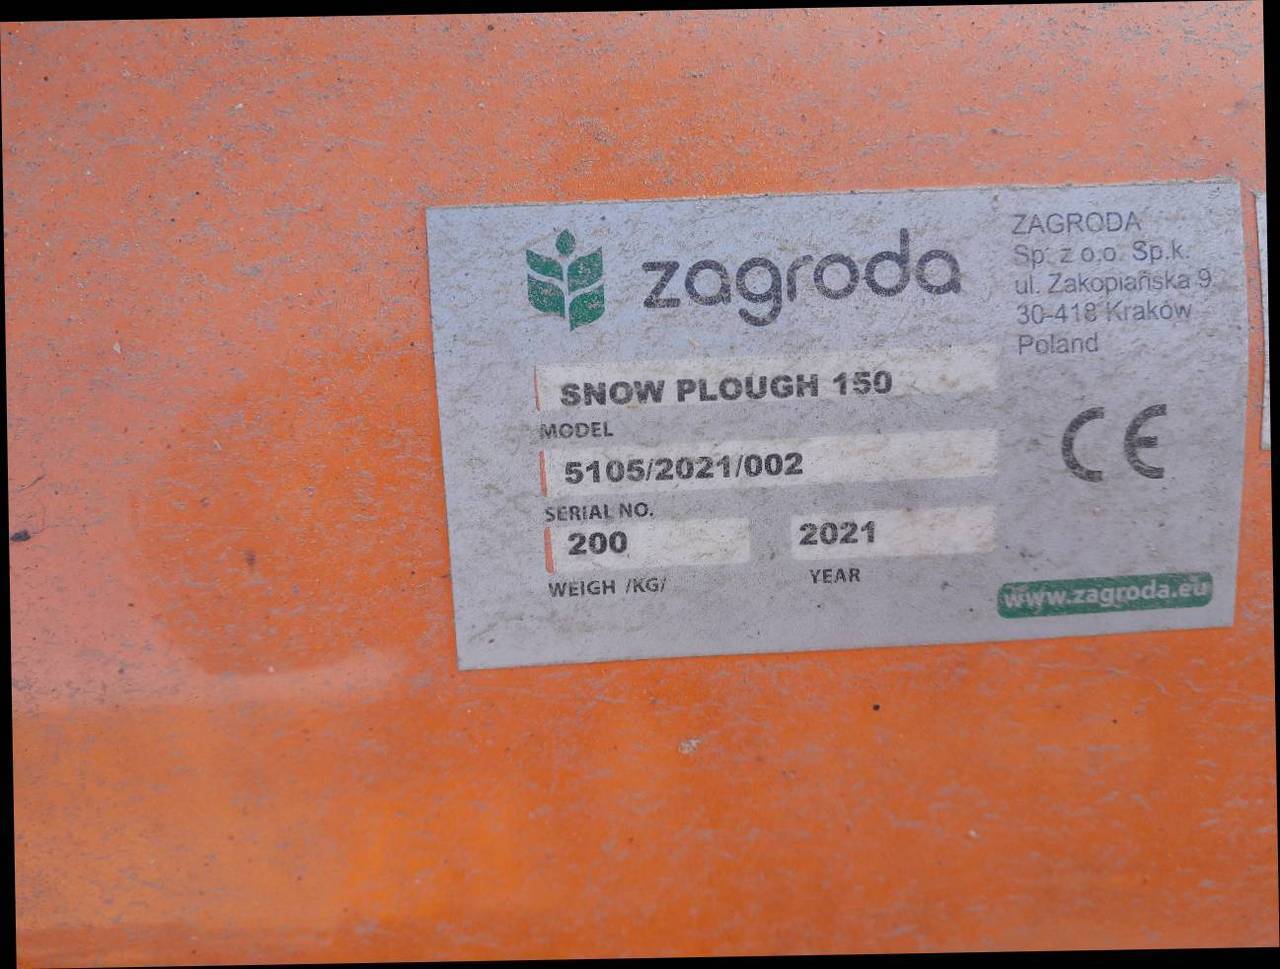 zagroda
ZAGRODA
Sp. z o.o. Sp.k.
ul. Zakopiańska 9
30-418 Kraków
Poland
SNOW PLOUGH 150
MODEL
5105/2021/002
SERIAL NO.
200 2021
WEIGH /KG/ YEAR
CE
www.zagroda.eu